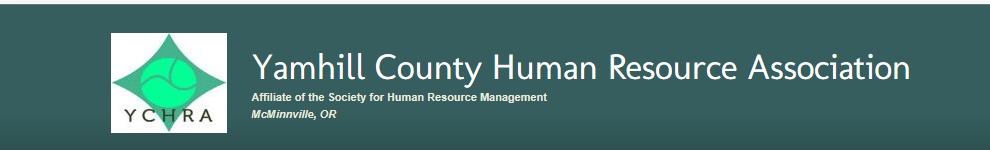 YCHRA
Yamhill County Human Resource Association
Affiliate of the Society for Human Resource Management
McMinnville, OR